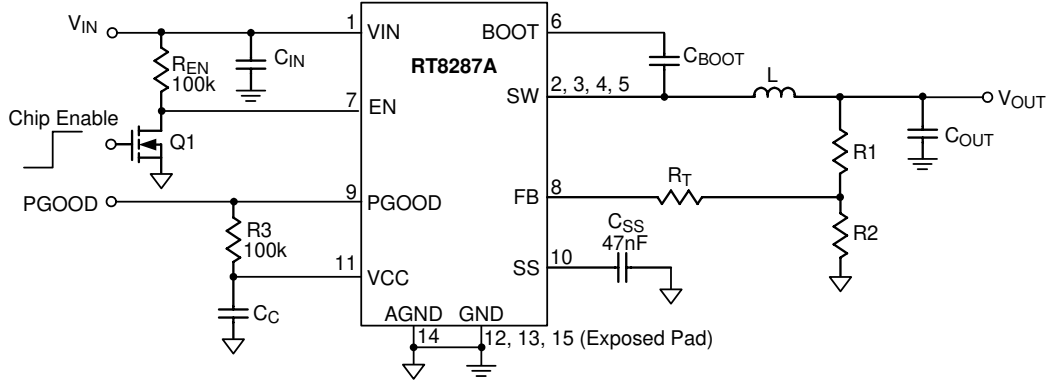 VIN
1
VIN
BOOT
6
CIN
RT8287A
CBOOT
REN
100k
SW
2, 3, 4, 5
L
VOUT
7
EN
Chip Enable
Q1
COUT
R1
PGOOD
9
PGOOD
FB
8
RT
R3
100k
CSS
47nF
R2
SS
10
11
VCC
CC
AGND
GND
14
12, 13, 15 (Exposed Pad)